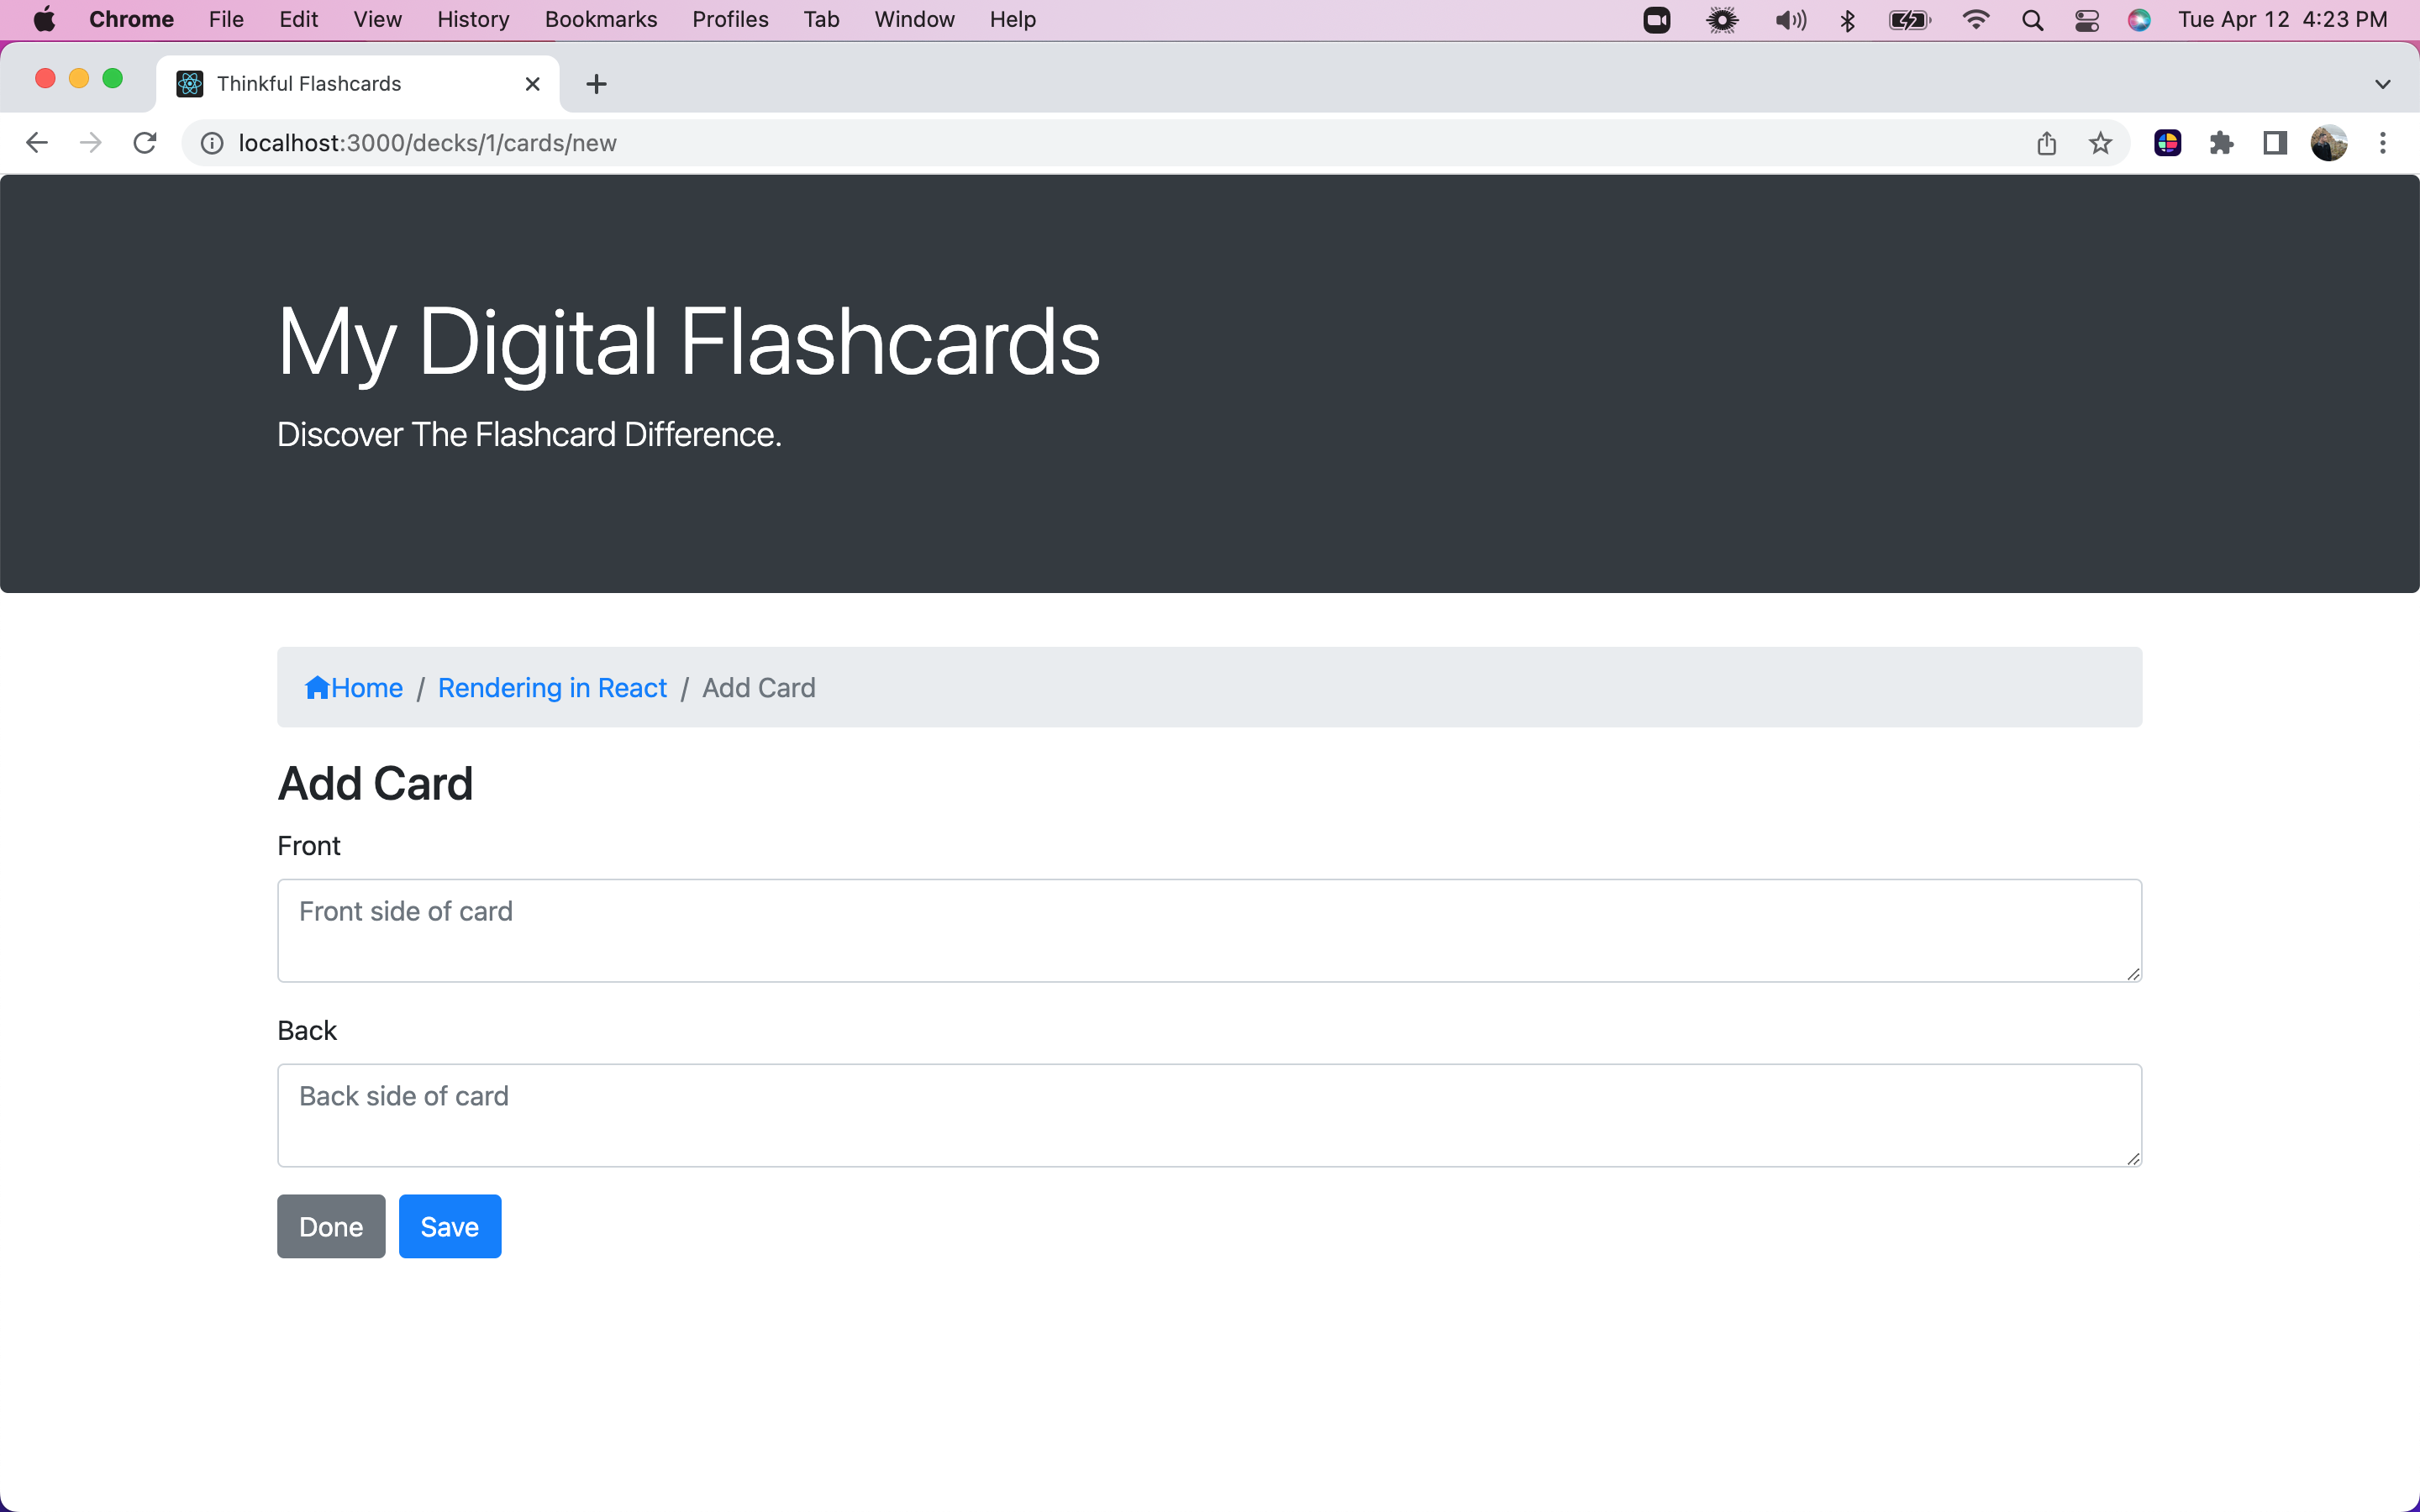 Chrome File Edit View History Bookmarks Profiles Tab Window Help Tue Apr 12 4:23 PM
Thinkful Flashcards
localhost:3000/decks/1/cards/new
My Digital Flashcards
Discover The Flashcard Difference.
Home / Rendering in React / Add Card
Add Card
Front
Front side of card
Back
Back side of card
Done Save